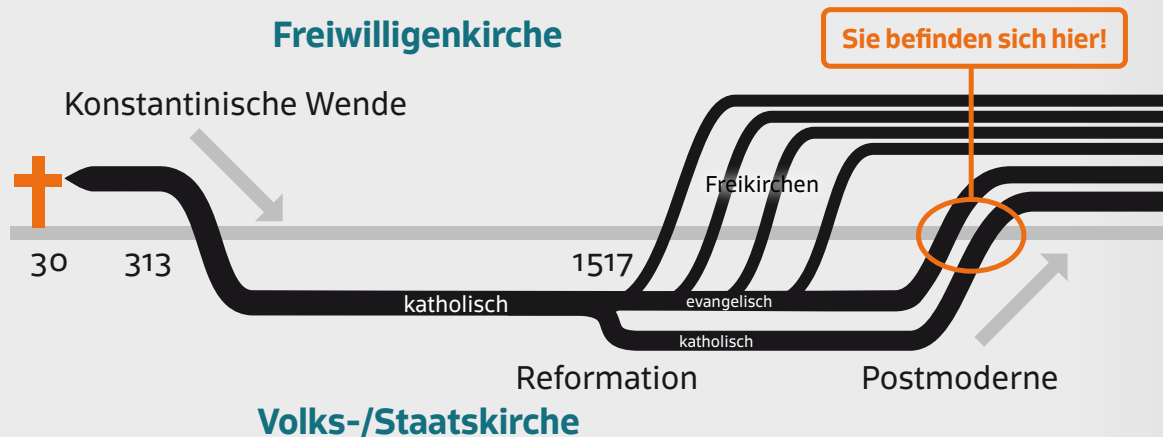 Freiwilligenkirche
Sie befinden sich hier!
Konstantinische Wende
Freikirchen
30
313
1517
katholisch
evangelisch
katholisch
Reformation
Postmoderne
Volks-/Staatskirche